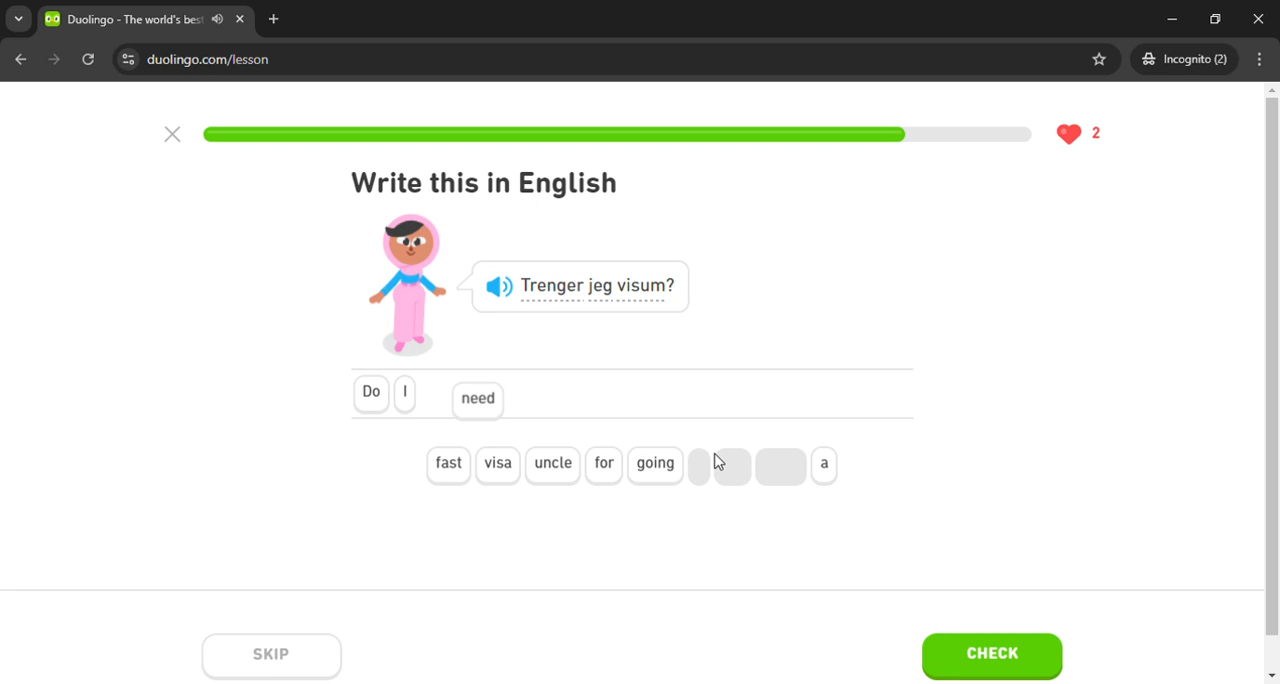 Duolingo - The world's bes
duolingo.com/lesson
Incognito (2)
2
Write this in English
Trenger jeg visum?
Do I need
fast visa uncle for going a
SKIP
CHECK